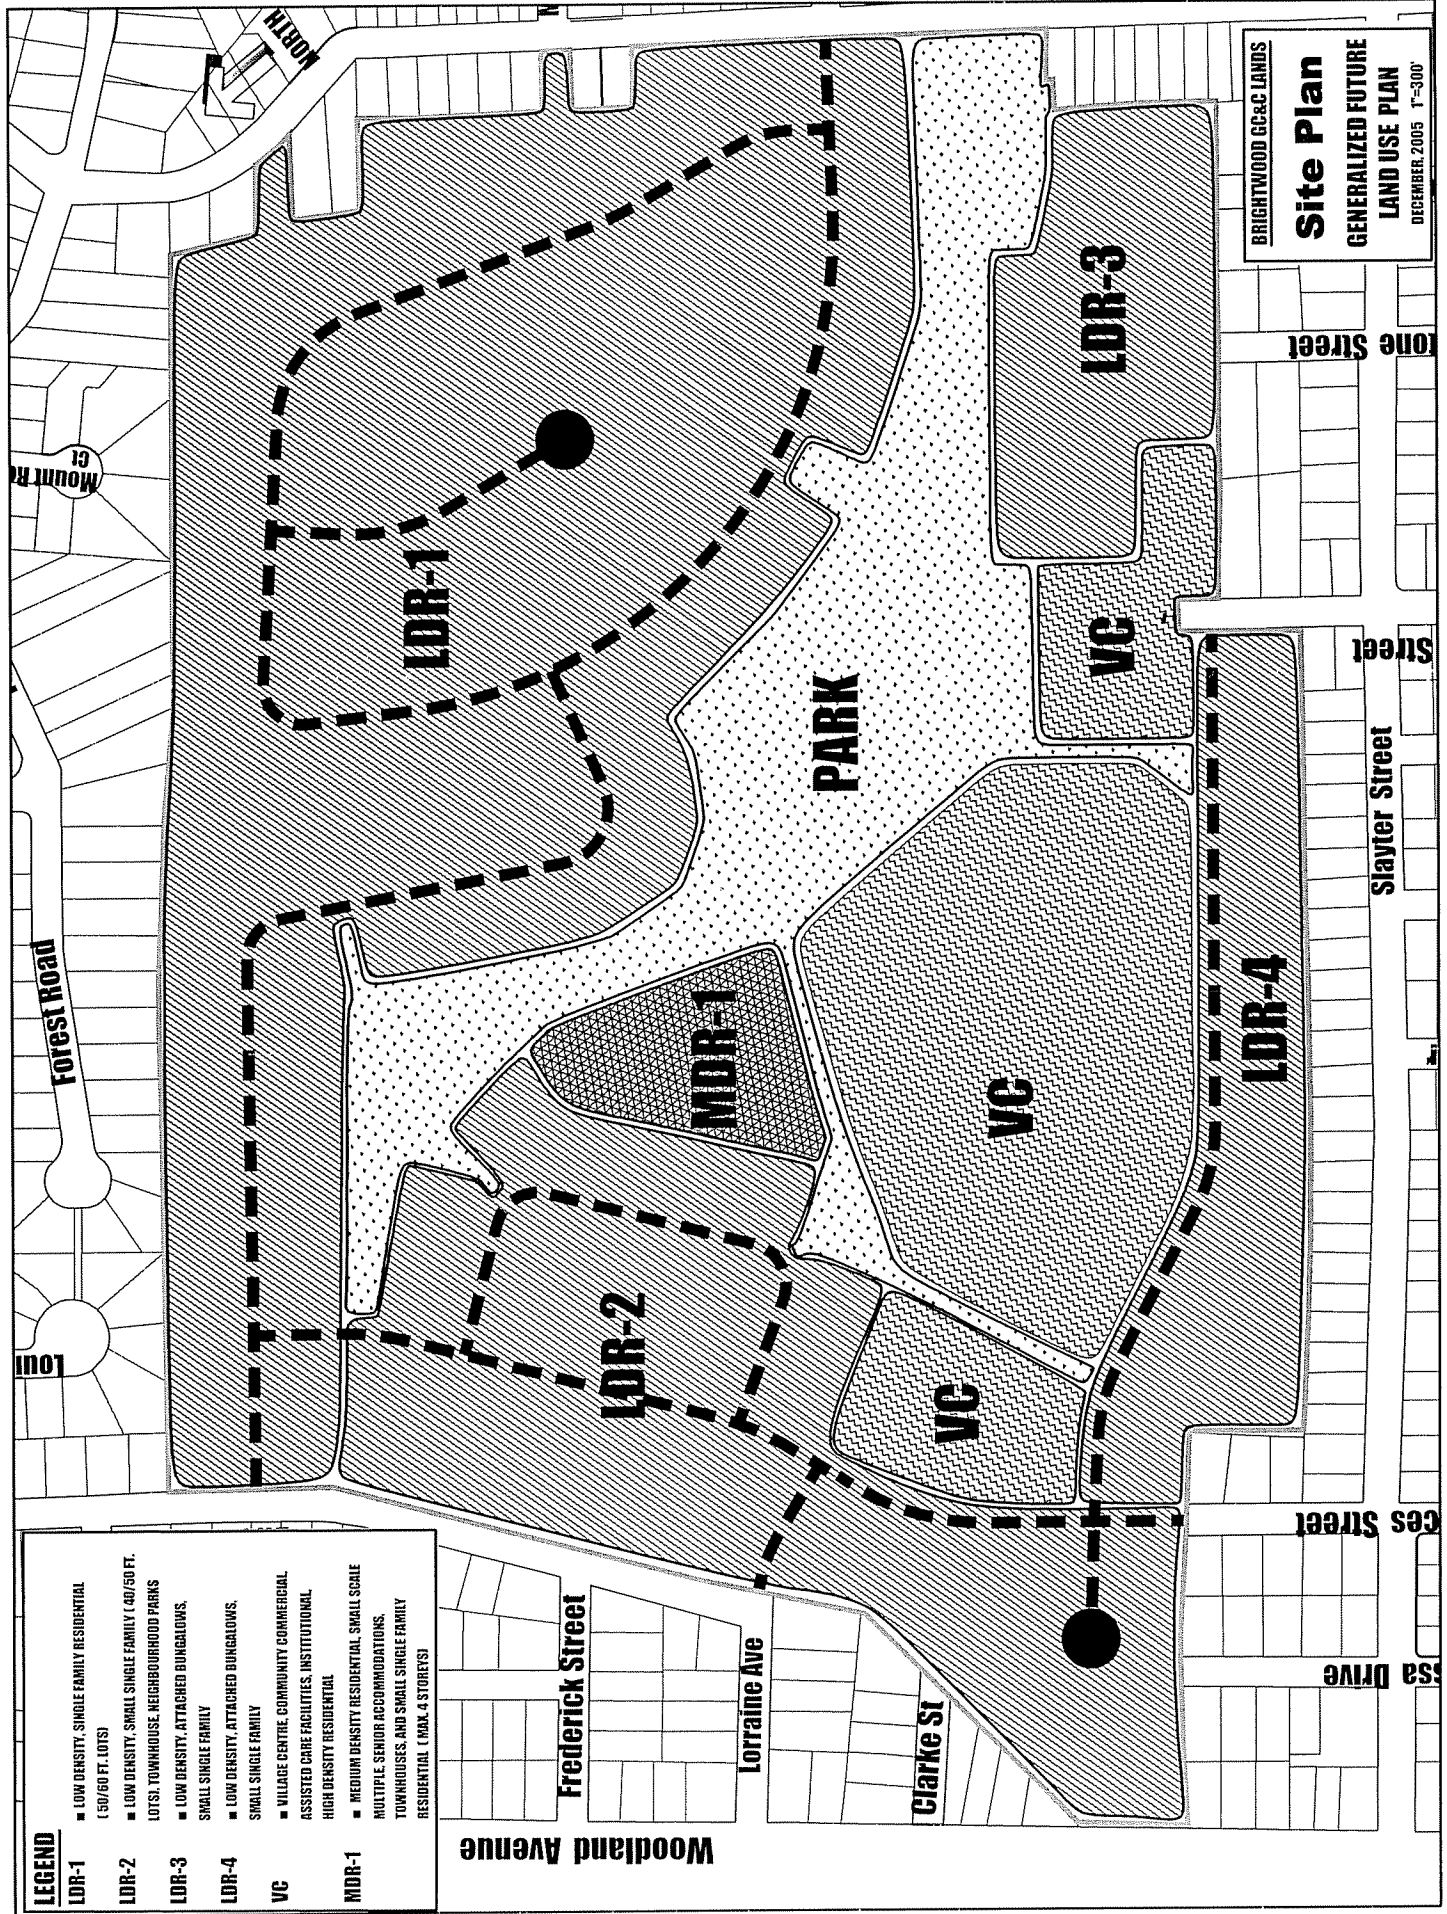 LEGEND
LDR-1 ■ LOW DENSITY, SINGLE FAMILY RESIDENTIAL
( 50/60 FT. LOTS)
LDR-2 ■ LOW DENSITY, SMALL SINGLE FAMILY ( 40/50 FT.
LOTS), TOWNHOUSE, NEIGHBOURHOOD PARKS
LDR-3 ■ LOW DENSITY, ATTACHED BUNGALOWS,
SMALL SINGLE FAMILY
LDR-4 ■ LOW DENSITY, ATTACHED BUNGALOWS,
SMALL SINGLE FAMILY
VC ■ VILLAGE CENTRE, COMMUNITY COMMERCIAL,
ASSISTED CARE FACILITIES, INSTITUTIONAL
HIGH DENSITY RESIDENTIAL
MDR-1 ■ MEDIUM DENSITY RESIDENTIAL, SMALL SCALE
MULTIPLE, SENIOR ACCOMMODATIONS,
TOWNHOUSES, AND SMALL SINGLE FAMILY
RESIDENTIAL ( MAX. 4 STOREYS)
Forest Road
NORTH
LDR-1
LDR-2
MDR-1
PARK
VC
VC
VC
LDR-3
LDR-4
Woodland Avenue
Frederick Street
Lorraine Ave
Clarke St
Mount
Ct
Slayter Street
Street
tone Street
ces Street
ssa Drive
Loui
BRIGHTWOOD GC&C LANDS
Site Plan
GENERALIZED FUTURE
LAND USE PLAN
DECEMBER, 2005 1"=300'